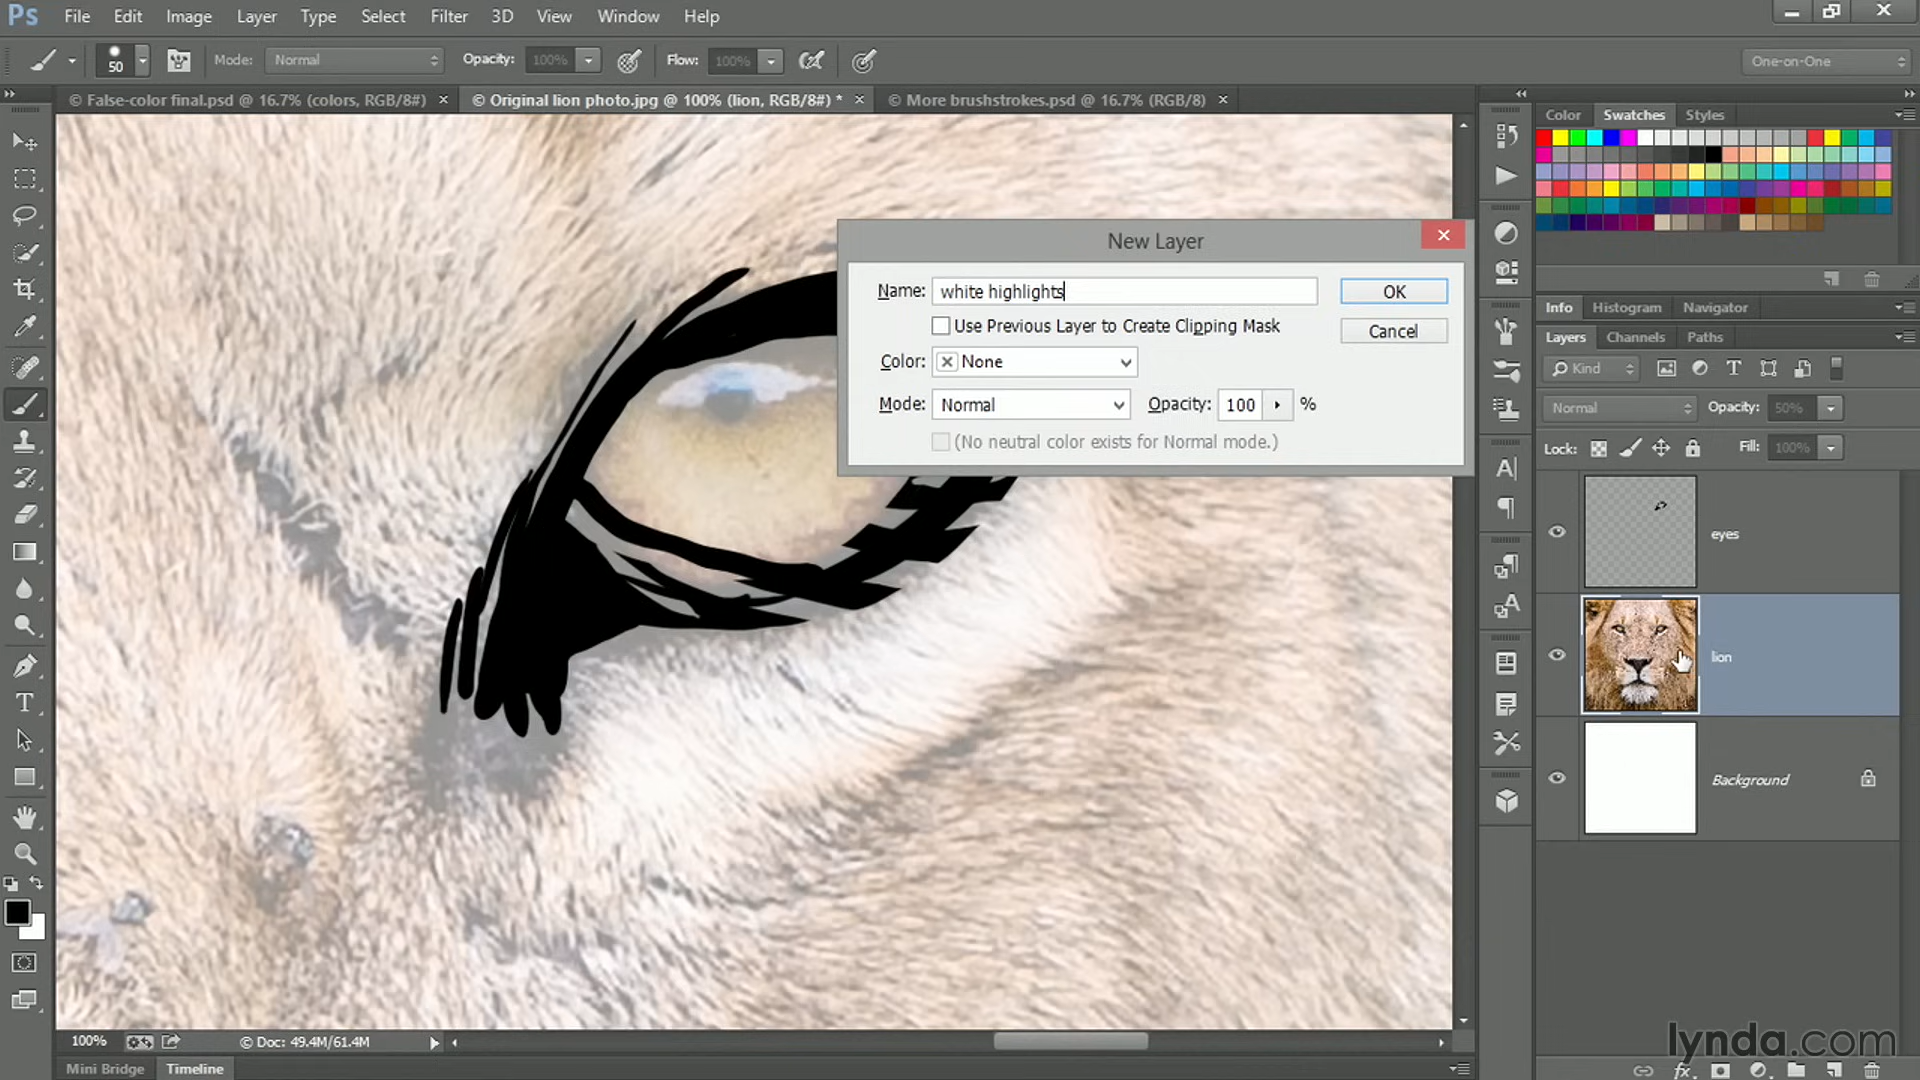 Ps File Edit Image Layer Type Select Filter 3D View Window Help
50 Mode: Normal Opacity: 100% Flow: 100% One-on-One
© False-color final.psd @ 16.7% (colors, RGB/8#) × © Original lion photo.jpg @ 100% (lion, RGB/8#) * × © More brushstrokes.psd @ 16.7% (RGB/8) ×
Color Swatches Styles
New Layer
Name: white highlights OK
Use Previous Layer to Create Clipping Mask Cancel
Color: None
Mode: Normal Opacity: 100 %
(No neutral color exists for Normal mode.)
Info Histogram Navigator
Layers Channels Paths
Kind
Normal Opacity: 50%
Lock: Fill: 100%
eyes
lion
Background
100% © Doc: 49.4M/61.4M
Mini Bridge Timeline
lynda.com